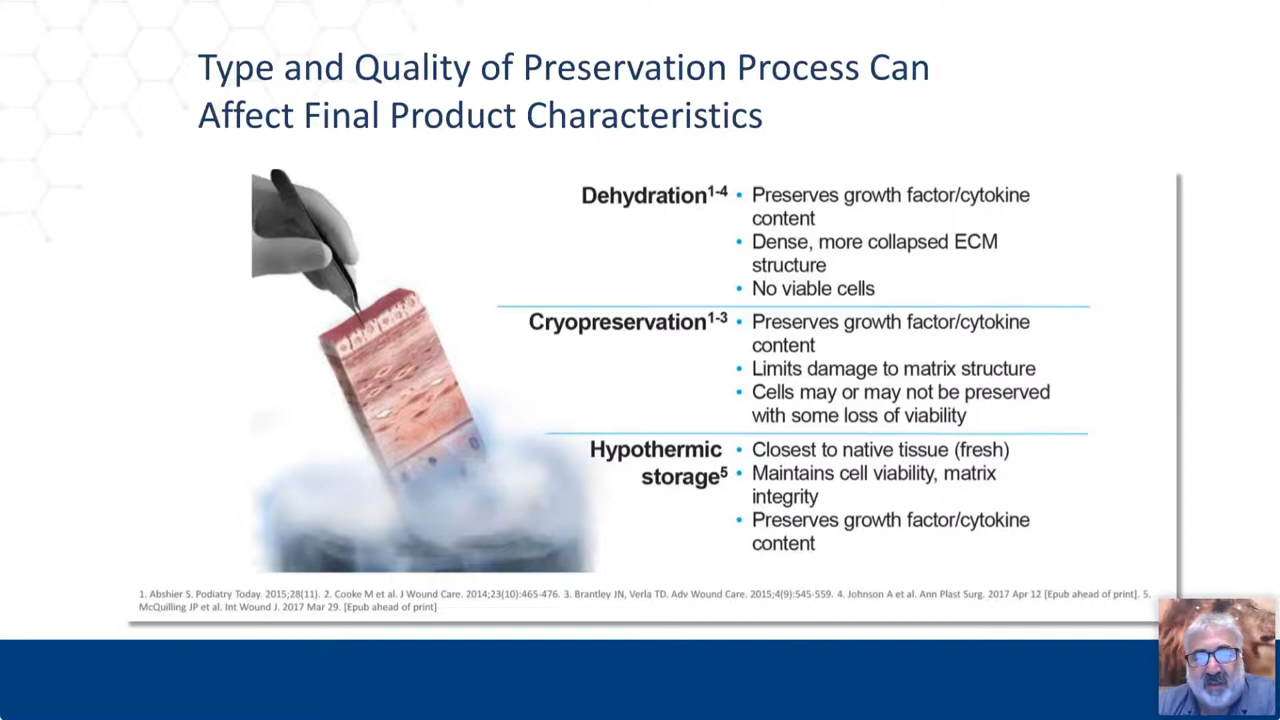 Type and Quality of Preservation Process Can
Affect Final Product Characteristics
Dehydration1-4
• Preserves growth factor/cytokine
content
• Dense, more collapsed ECM
structure
• No viable cells
Cryopreservation1-3
• Preserves growth factor/cytokine
content
• Limits damage to matrix structure
• Cells may or may not be preserved
with some loss of viability
Hypothermic
storage5
• Closest to native tissue (fresh)
• Maintains cell viability, matrix
integrity
• Preserves growth factor/cytokine
content
1. Abshier S. Podiatry Today. 2015;28(11). 2. Cooke M et al. J Wound Care. 2014;23(10):465-476. 3. Brantley JN, Verla TD. Adv Wound Care. 2015;4(9):545-559. 4. Johnson A et al. Ann Plast Surg. 2017 Apr 12 [Epub ahead of print]. 5.
McQuilling JP et al. Int Wound J. 2017 Mar 29. [Epub ahead of print]